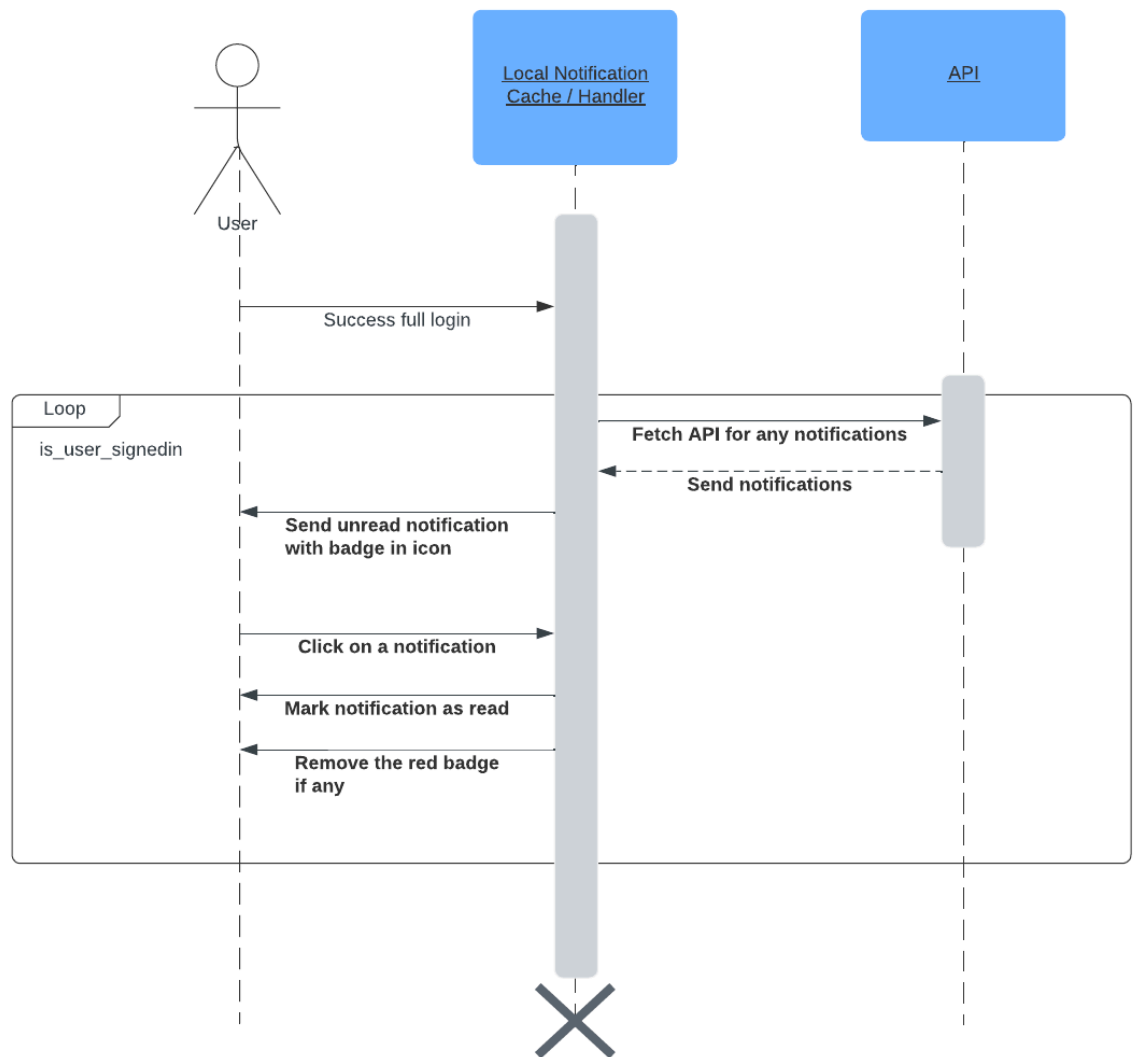 Local Notification
Cache / Handler
API
User
Success full login
Loop
is_user_signedin
Fetch API for any notifications
Send notifications
Send unread notification
with badge in icon
Click on a notification
Mark notification as read
Remove the red badge
if any